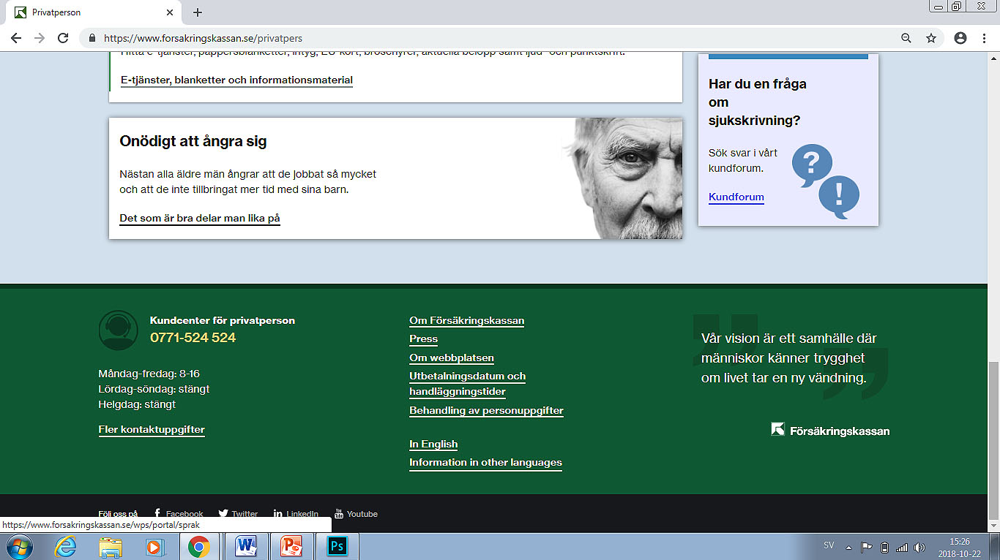 Privatperson
https://www.forsakringskassan.se/privatpers
Hitta e-tjänster, pappersblanketter, intyg, EU-kort, broschyrer, aktuella belopp samt ljud- och punktskrift.
E-tjänster, blanketter och informationsmaterial
Onödigt att ångra sig
Nästan alla äldre män ångrar att de jobbat så mycket
och att de inte tillbringat mer tid med sina barn.
Det som är bra delar man lika på
Har du en fråga
om
sjukskrivning?
Sök svar i vårt
kundforum.
Kundforum
?
!
Kundcenter för privatperson
0771-524 524
Måndag-fredag: 8-16
Lördag-söndag: stängt
Helgdag: stängt
Fler kontaktuppgifter
Om Försäkringskassan
Press
Om webbplatsen
Utbetalningsdatum och
handläggningstider
Behandling av personuppgifter
In English
Information in other languages
Vår vision är ett samhälle där
människor känner trygghet
om livet tar en ny vändning.
Försäkringskassan
Följ oss på Facebook Twitter LinkedIn Youtube
https://www.forsakringskassan.se/wps/portal/sprak
SV
15:26
2018-10-22